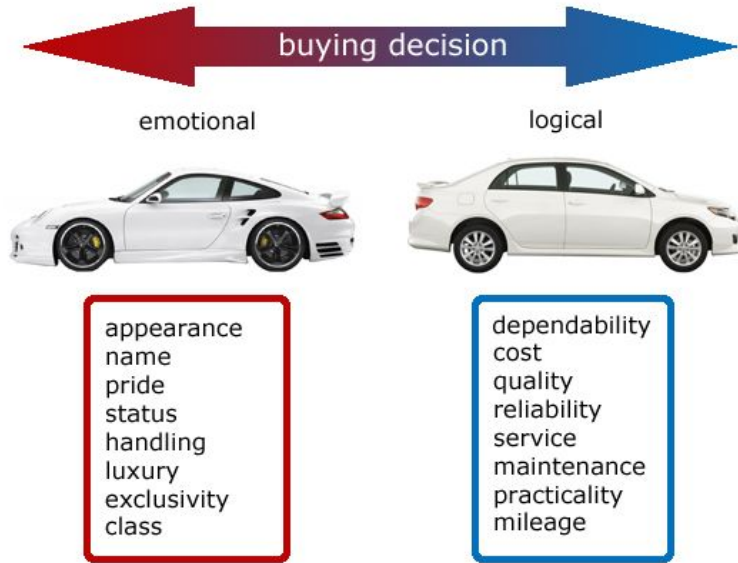 buying decision
emotional
logical
appearance
name
pride
status
handling
luxury
exclusivity
class
dependability
cost
quality
reliability
service
maintenance
practicality
mileage